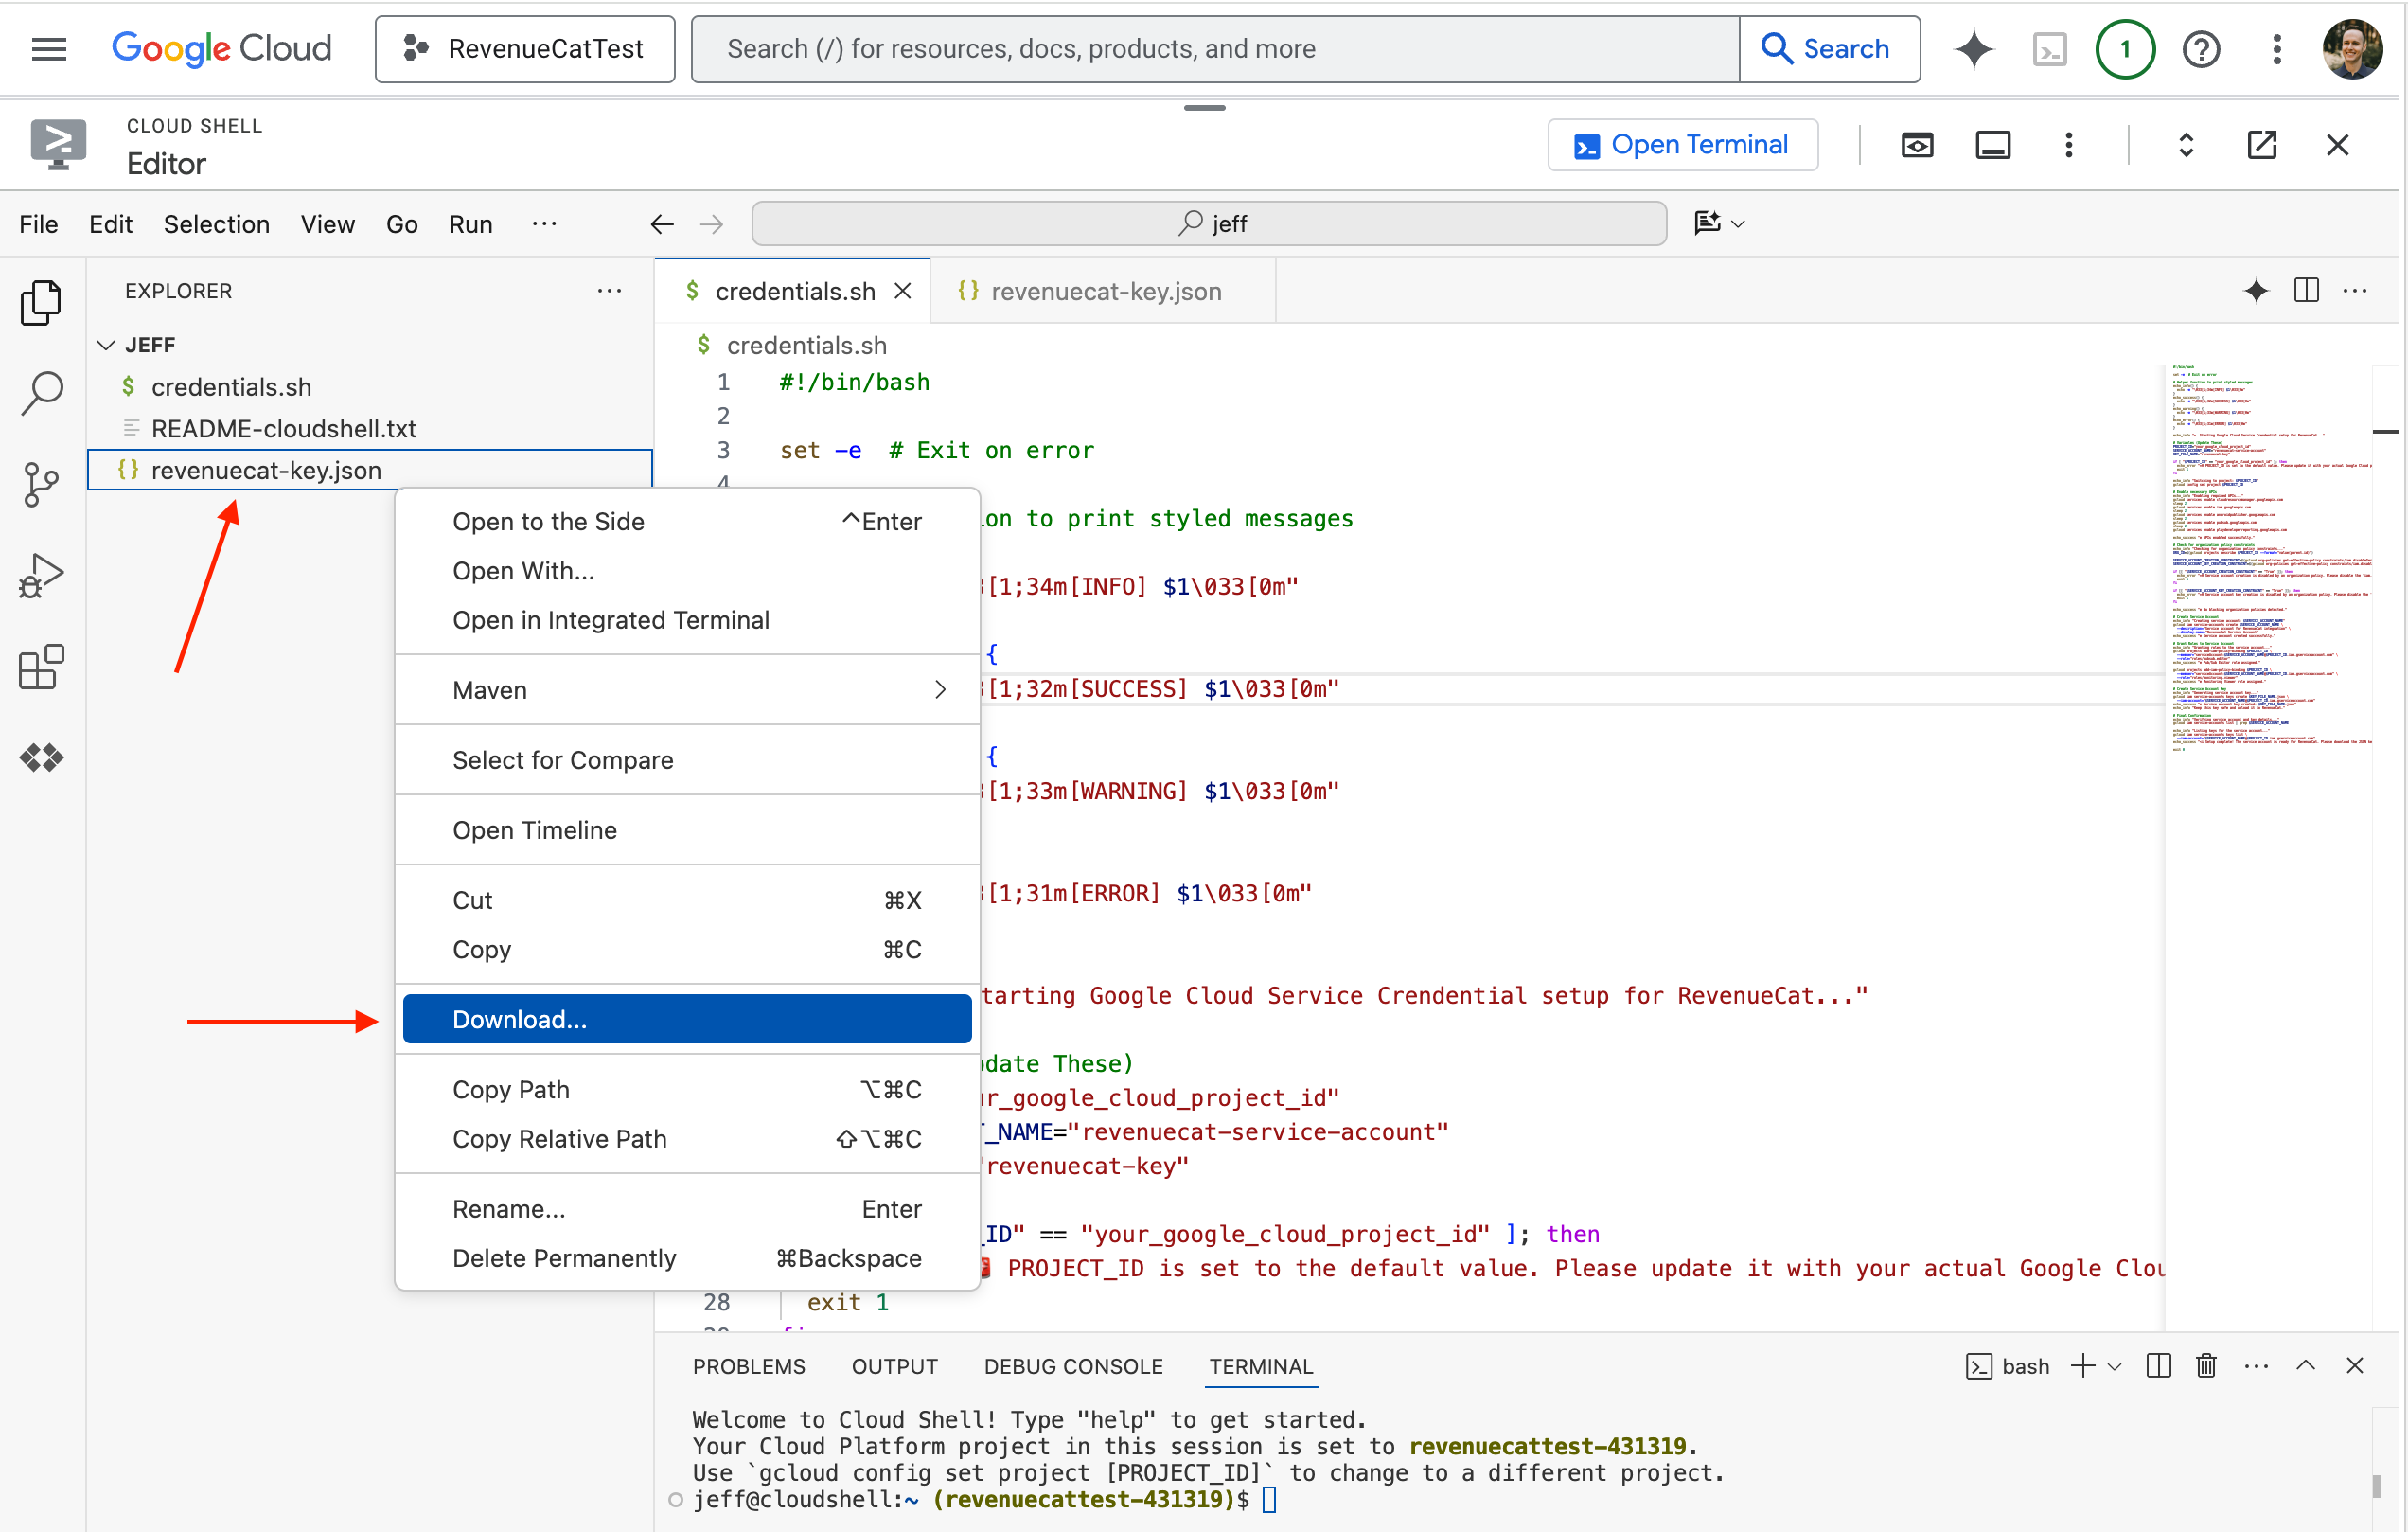 Google Cloud
RevenueCatTest
Search (/) for resources, docs, products, and more
Search
1
CLOUD SHELL
Editor
Open Terminal
File Edit Selection View Go Run ···
jeff
EXPLORER
JEFF
$ credentials.sh
README-cloudshell.txt
{} revenuecat-key.json
$ credentials.sh
{} revenuecat-key.json
$ credentials.sh
1 #!/bin/bash
2
3 set -e # Exit on error
4
ion to print styled messages
[1;34m[INFO] $1\033[0m"
{
[1;32m[SUCCESS] $1\033[0m"
{
[1;33m[WARNING] $1\033[0m"
[1;31m[ERROR] $1\033[0m"
tarting Google Cloud Service Crendential setup for RevenueCat..."
date These)
r_google_cloud_project_id"
_NAME="revenuecat-service-account"
revenuecat-key"
_ID" == "your_google_cloud_project_id" ]; then
PROJECT_ID is set to the default value. Please update it with your actual Google Clou
28 exit 1
Open to the Side ^Enter
Open With...
Open in Integrated Terminal
Maven
Select for Compare
Open Timeline
Cut ⌘X
Copy ⌘C
Download...
Copy Path ⌥⌘C
Copy Relative Path ⇧⌥⌘C
Rename... Enter
Delete Permanently ⌘Backspace
PROBLEMS OUTPUT DEBUG CONSOLE TERMINAL
bash
Welcome to Cloud Shell! Type "help" to get started.
Your Cloud Platform project in this session is set to revenuecattest-431319.
Use `gcloud config set project [PROJECT_ID]` to change to a different project.
jeff@cloudshell:~ (revenuecattest-431319)$